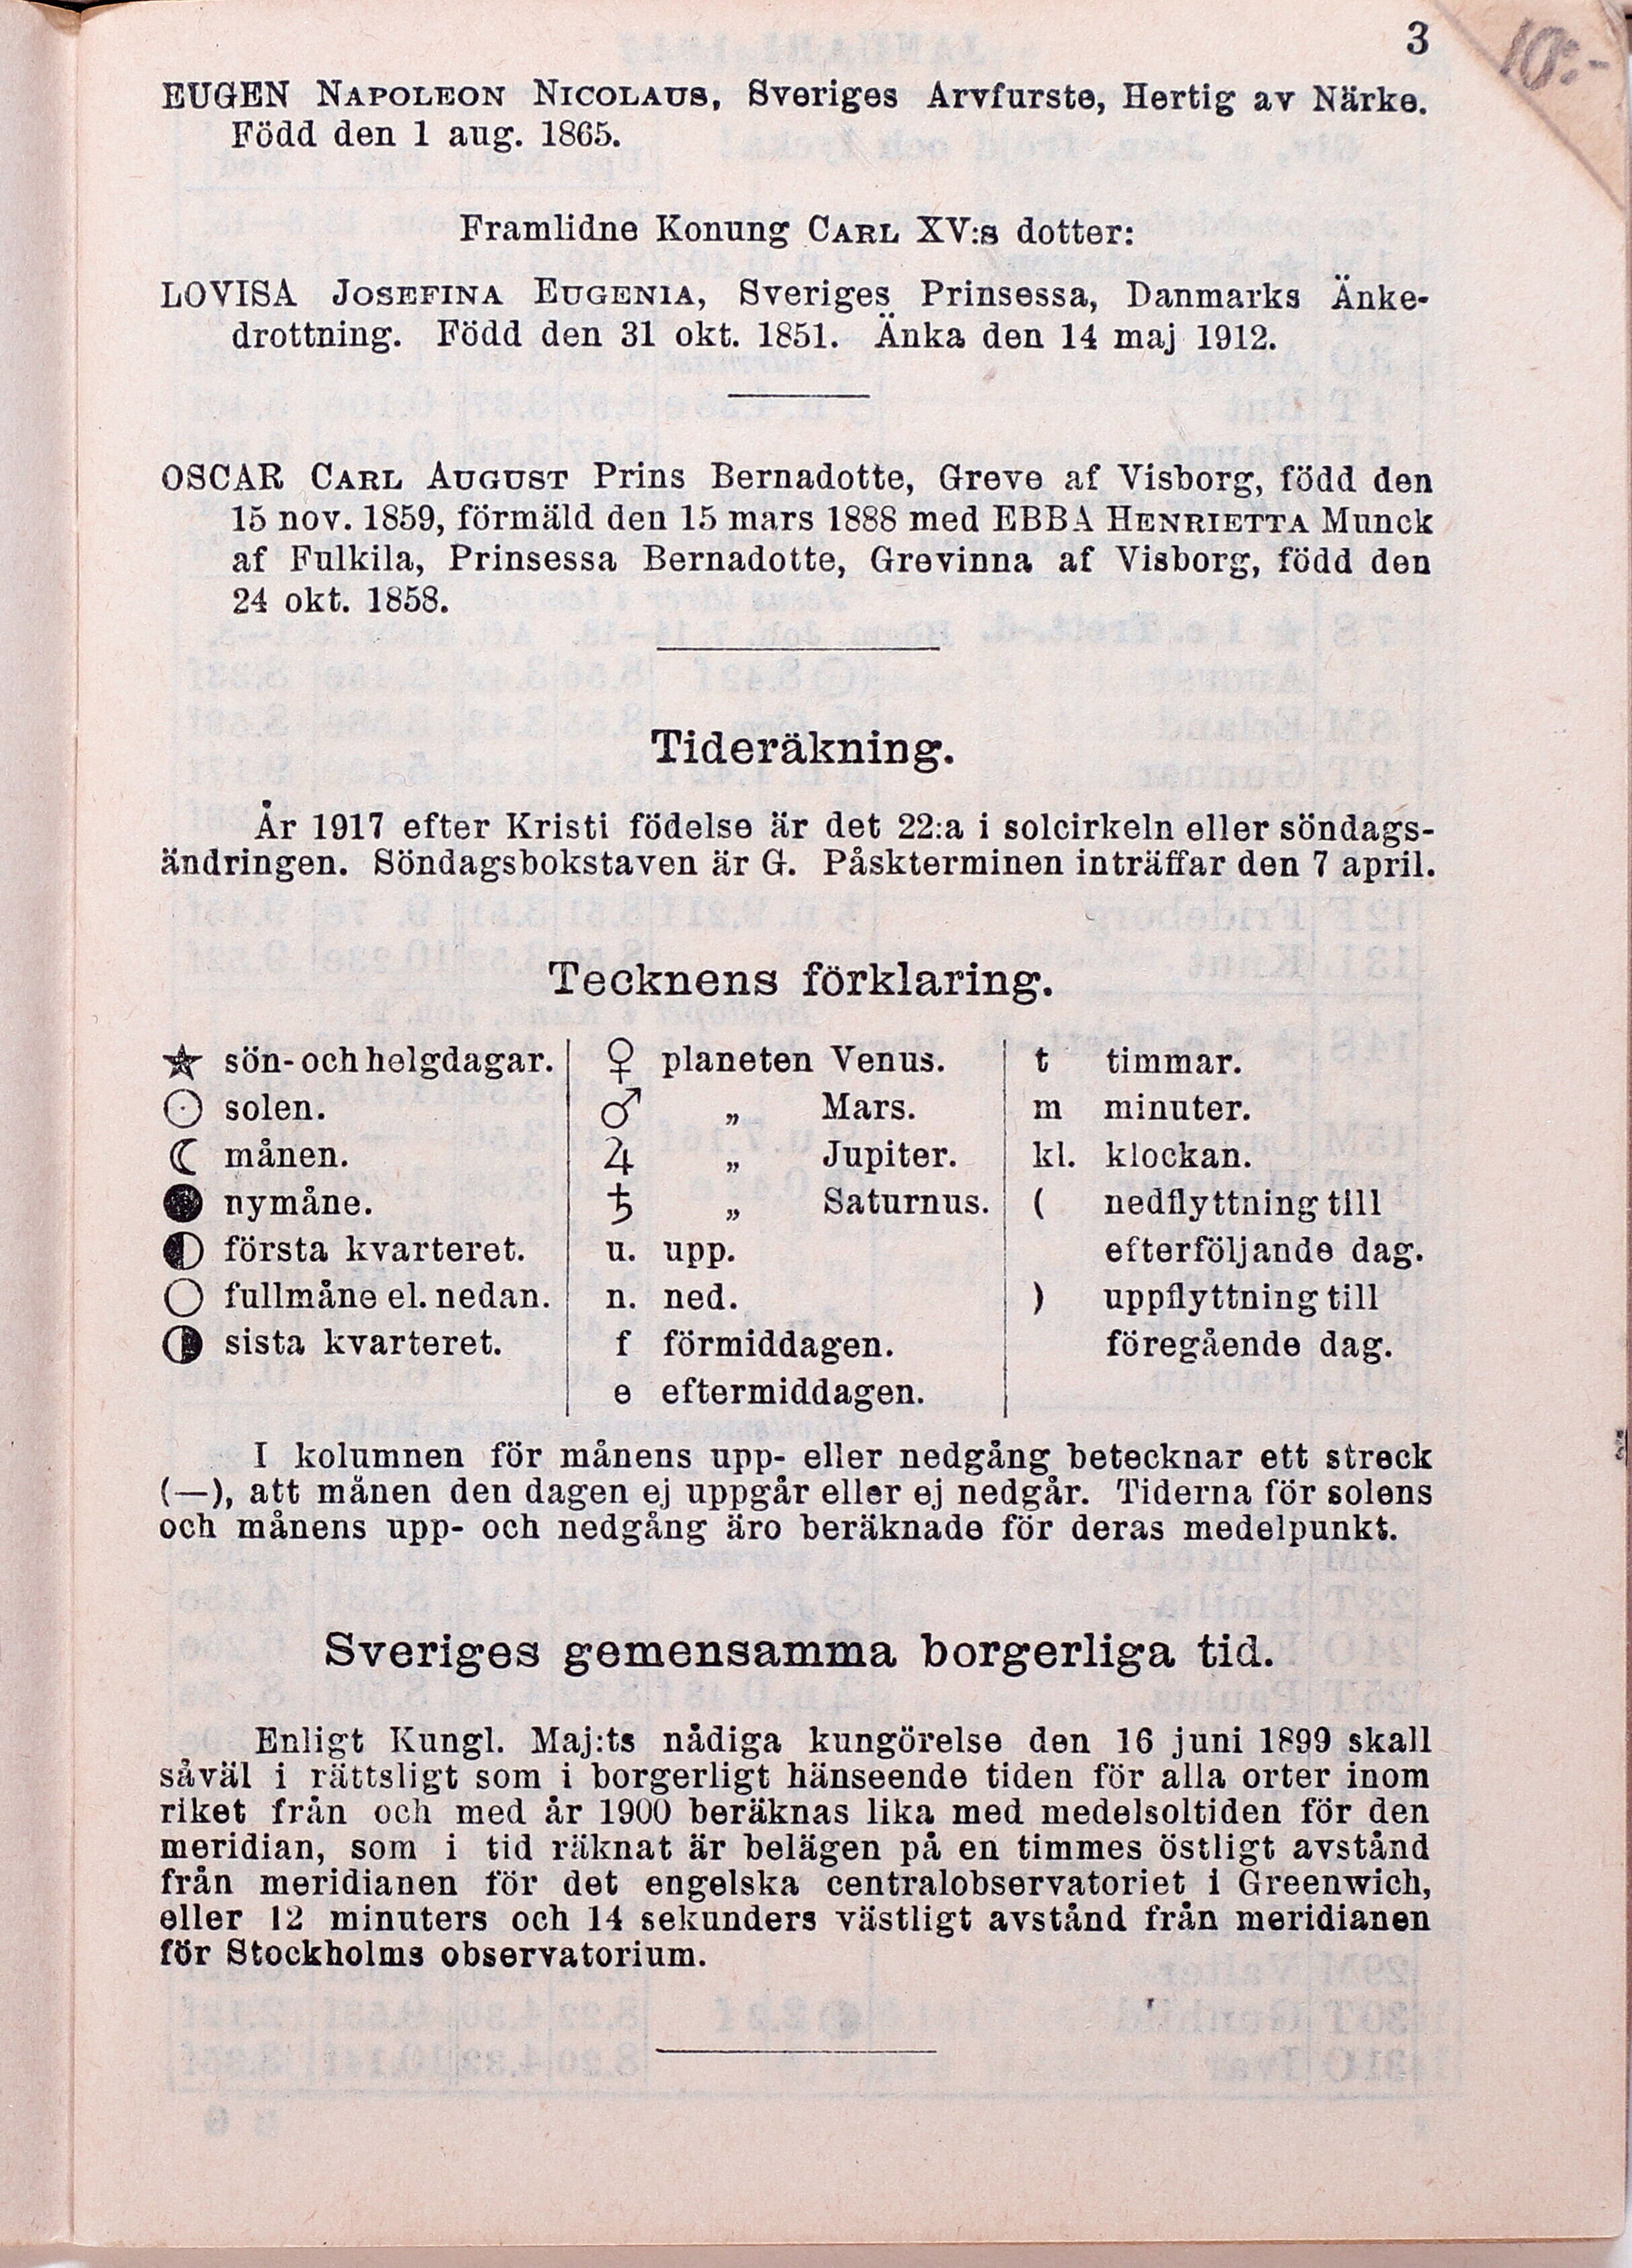 3
10:-
EUGEN NAPOLEON NICOLAUS, Sveriges Arvfurste, Hertig av Närke.
Född den 1 aug. 1865.
Framlidne Konung CARL XV:s dotter:
LOVISA JOSEFINA EUGENIA, Sveriges Prinsessa, Danmarks Änke-
drottning. Född den 31 okt. 1851. Änka den 14 maj 1912.
OSCAR CARL AUGUST Prins Bernadotte, Greve af Visborg, född den
15 nov. 1859, förmäld den 15 mars 1888 med EBBA HENRIETTA Munck
af Fulkila, Prinsessa Bernadotte, Grevinna af Visborg, född den
24 okt. 1858.
Tideräkning.
År 1917 efter Kristi födelse är det 22:a i solcirkeln eller söndags-
ändringen. Söndagsbokstaven är G. Påskterminen inträffar den 7 april.
Tecknens förklaring.
★ sön- och helgdagar.
☉ solen.
☾ månen.
● nymåne.
◐ första kvarteret.
○ fullmåne el. nedan.
◑ sista kvarteret.
♀ planeten Venus.
♂ „ Mars.
♃ „ Jupiter.
♄ „ Saturnus.
u. upp.
n. ned.
f förmiddagen.
e eftermiddagen.
t timmar.
m minuter.
kl. klockan.
( nedflyttning till
efterföljande dag.
) uppflyttning till
föregående dag.
I kolumnen för månens upp- eller nedgång betecknar ett streck
(—), att månen den dagen ej uppgår eller ej nedgår. Tiderna för solens
och månens upp- och nedgång äro beräknade för deras medelpunkt.
Sveriges gemensamma borgerliga tid.
Enligt Kungl. Maj:ts nådiga kungörelse den 16 juni 1899 skall
såväl i rättsligt som i borgerligt hänseende tiden för alla orter inom
riket från och med år 1900 beräknas lika med medelsoltiden för den
meridian, som i tid räknat är belägen på en timmes östligt avstånd
från meridianen för det engelska centralobservatoriet i Greenwich,
eller 12 minuters och 14 sekunders västligt avstånd från meridianen
för Stockholms observatorium.